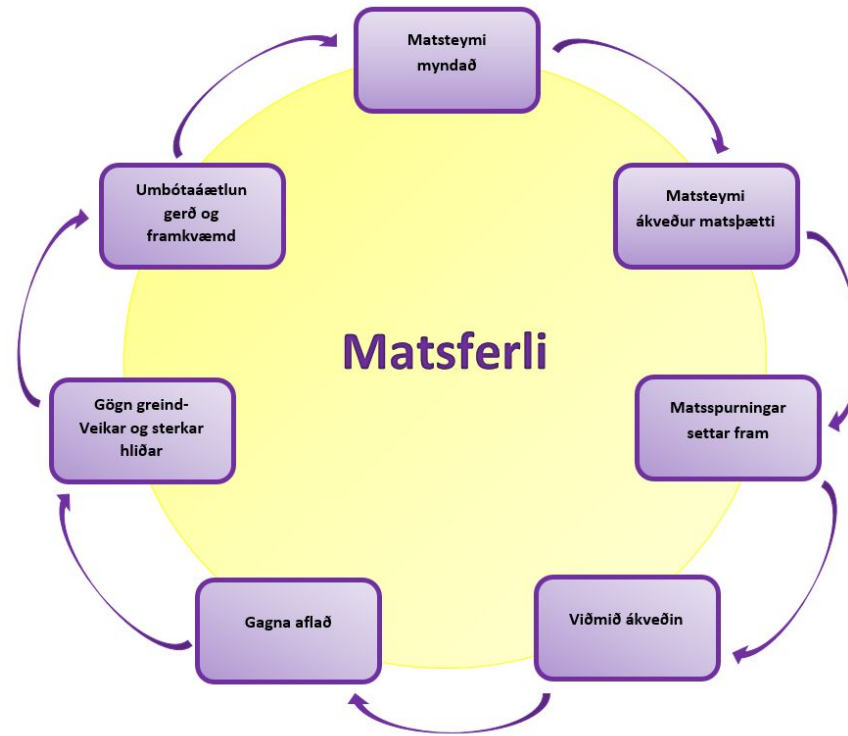 Matsteymi
myndað
Matsteymi
ákveður matsþætti
Matsspurningar
settar fram
Viðmið ákveðin
Gagna aflað
Gögn greind-
Veikar og sterkar
hliðar
Umbótaáætlun
gerð og
framkvæmd
Matsferli